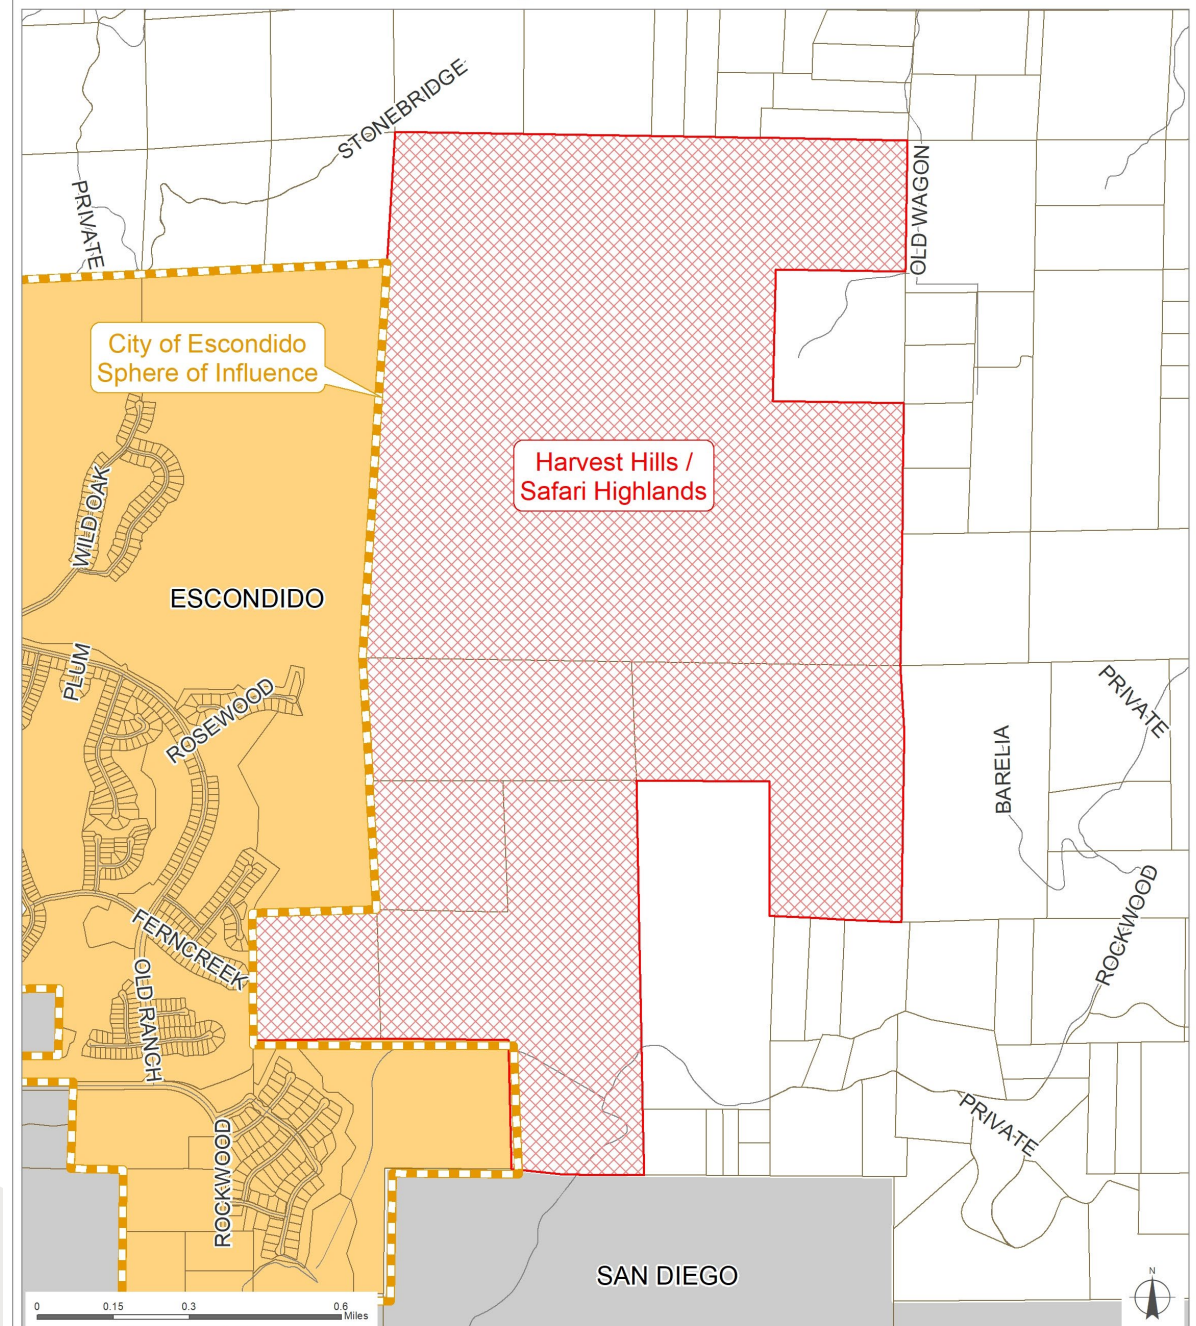 STONEBRIDGE
PRIVATE
OLD WAGON
City of Escondido
Sphere of Influence
Harvest Hills /
Safari Highlands
WILD OAK
ESCONDIDO
PLUM
ROSEWOOD
PRIVATE
BARELIA
FERNCREEK
ROCKWOOD
OLD RANCH
PRIVATE
ROCKWOOD
SAN DIEGO
N
0 0.15 0.3 0.6
Miles